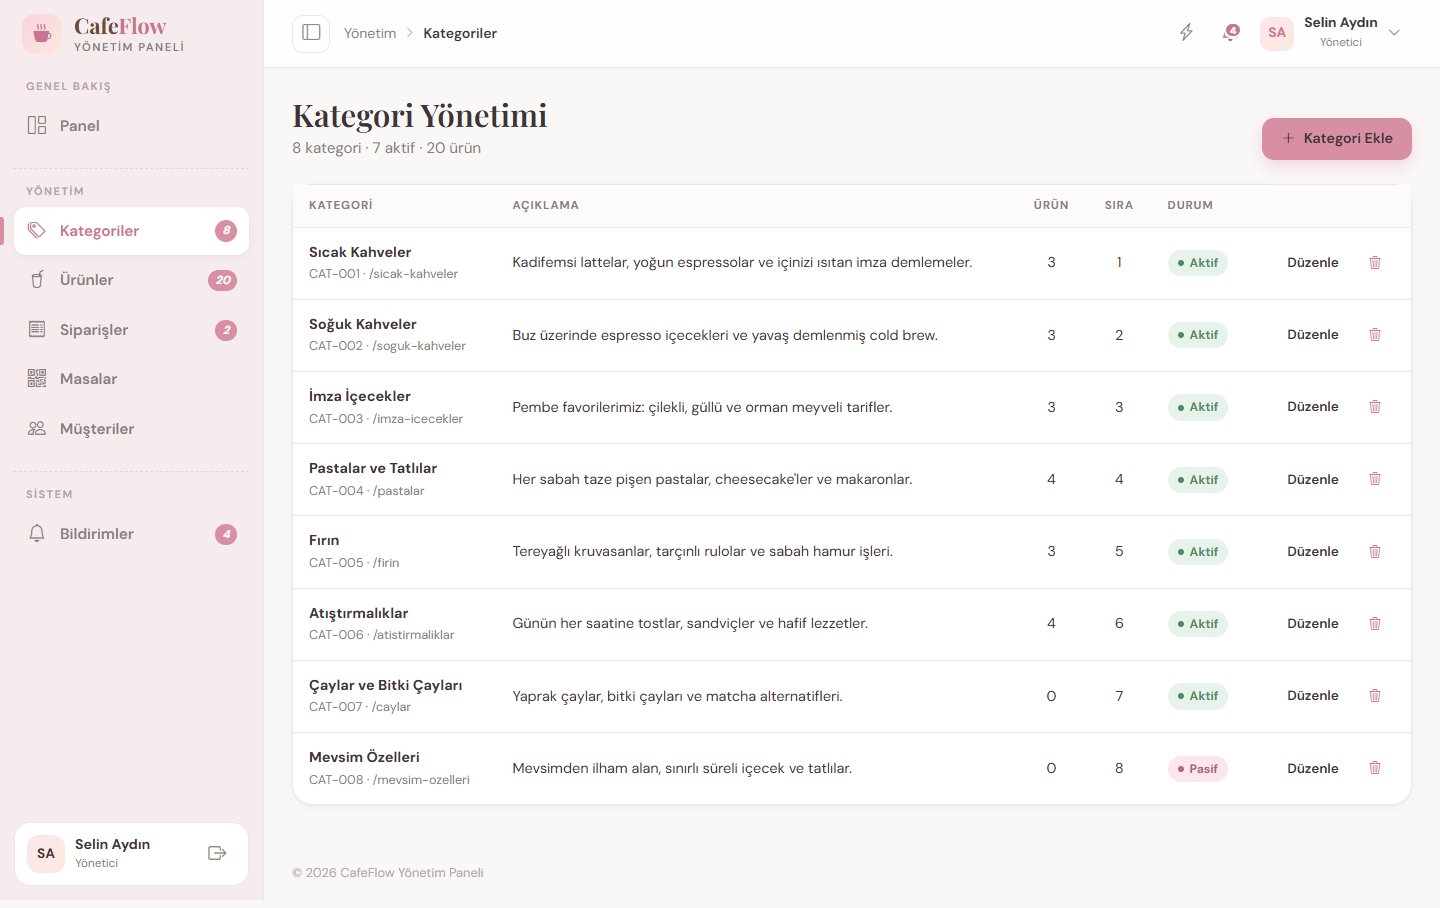 CafeFlow
YÖNETİM PANELİ
GENEL BAKIŞ
Panel
YÖNETİM
Kategoriler 8
Ürünler 20
Siparişler 2
Masalar
Müşteriler
SİSTEM
Bildirimler 4
SA Selin Aydın
Yönetici
Yönetim > Kategoriler
4
SA Selin Aydın
Yönetici
Kategori Yönetimi
8 kategori · 7 aktif · 20 ürün
+ Kategori Ekle
KATEGORİ AÇIKLAMA ÜRÜN SIRA DURUM
Sıcak Kahveler
CAT-001 · /sicak-kahveler
Kadifemsi lattelar, yoğun espressolar ve içinizi ısıtan imza demlemeler. 3 1 Aktif Düzenle
Soğuk Kahveler
CAT-002 · /soguk-kahveler
Buz üzerinde espresso içecekleri ve yavaş demlenmiş cold brew. 3 2 Aktif Düzenle
İmza İçecekler
CAT-003 · /imza-icecekler
Pembe favorilerimiz: çilekli, güllü ve orman meyveli tarifler. 3 3 Aktif Düzenle
Pastalar ve Tatlılar
CAT-004 · /pastalar
Her sabah taze pişen pastalar, cheesecake'ler ve makaronlar. 4 4 Aktif Düzenle
Fırın
CAT-005 · /firin
Tereyağlı kruvasanlar, tarçınlı rulolar ve sabah hamur işleri. 3 5 Aktif Düzenle
Atıştırmalıklar
CAT-006 · /atistirmaliklar
Günün her saatine tostlar, sandviçler ve hafif lezzetler. 4 6 Aktif Düzenle
Çaylar ve Bitki Çayları
CAT-007 · /caylar
Yaprak çaylar, bitki çayları ve matcha alternatifleri. 0 7 Aktif Düzenle
Mevsim Özelleri
CAT-008 · /mevsim-ozelleri
Mevsimden ilham alan, sınırlı süreli içecek ve tatlılar. 0 8 Pasif Düzenle
© 2026 CafeFlow Yönetim Paneli